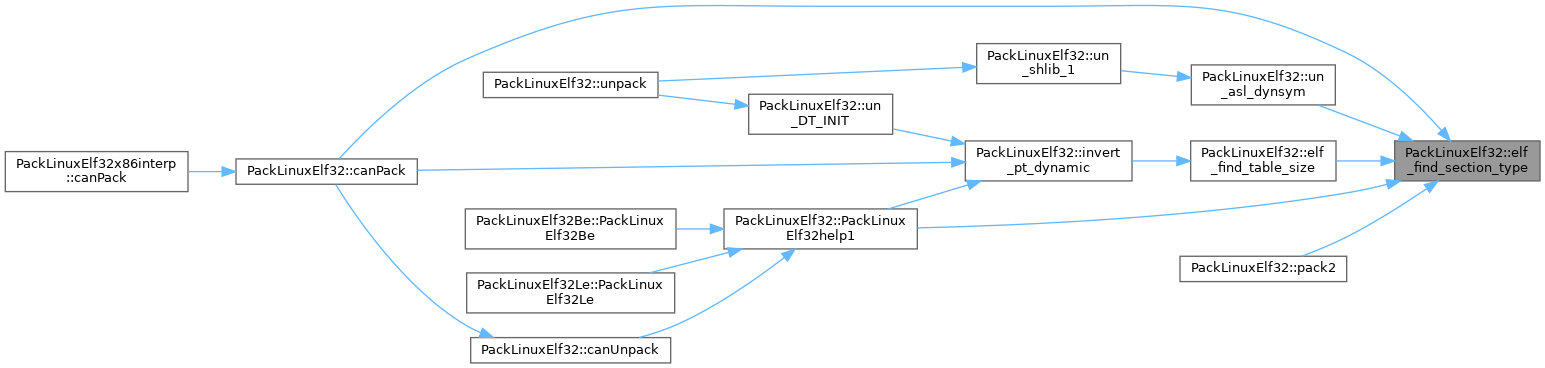 PackLinuxElf32::un
_shlib_1
PackLinuxElf32::unpack
PackLinuxElf32::un
_asl_dynsym
PackLinuxElf32::un
_DT_INIT
PackLinuxElf32x86interp
::canPack
PackLinuxElf32::canPack
PackLinuxElf32::invert
_pt_dynamic
PackLinuxElf32::elf
_find_table_size
PackLinuxElf32::elf
_find_section_type
PackLinuxElf32Be::PackLinux
Elf32Be
PackLinuxElf32::PackLinux
Elf32help1
PackLinuxElf32::pack2
PackLinuxElf32Le::PackLinux
Elf32Le
PackLinuxElf32::canUnpack